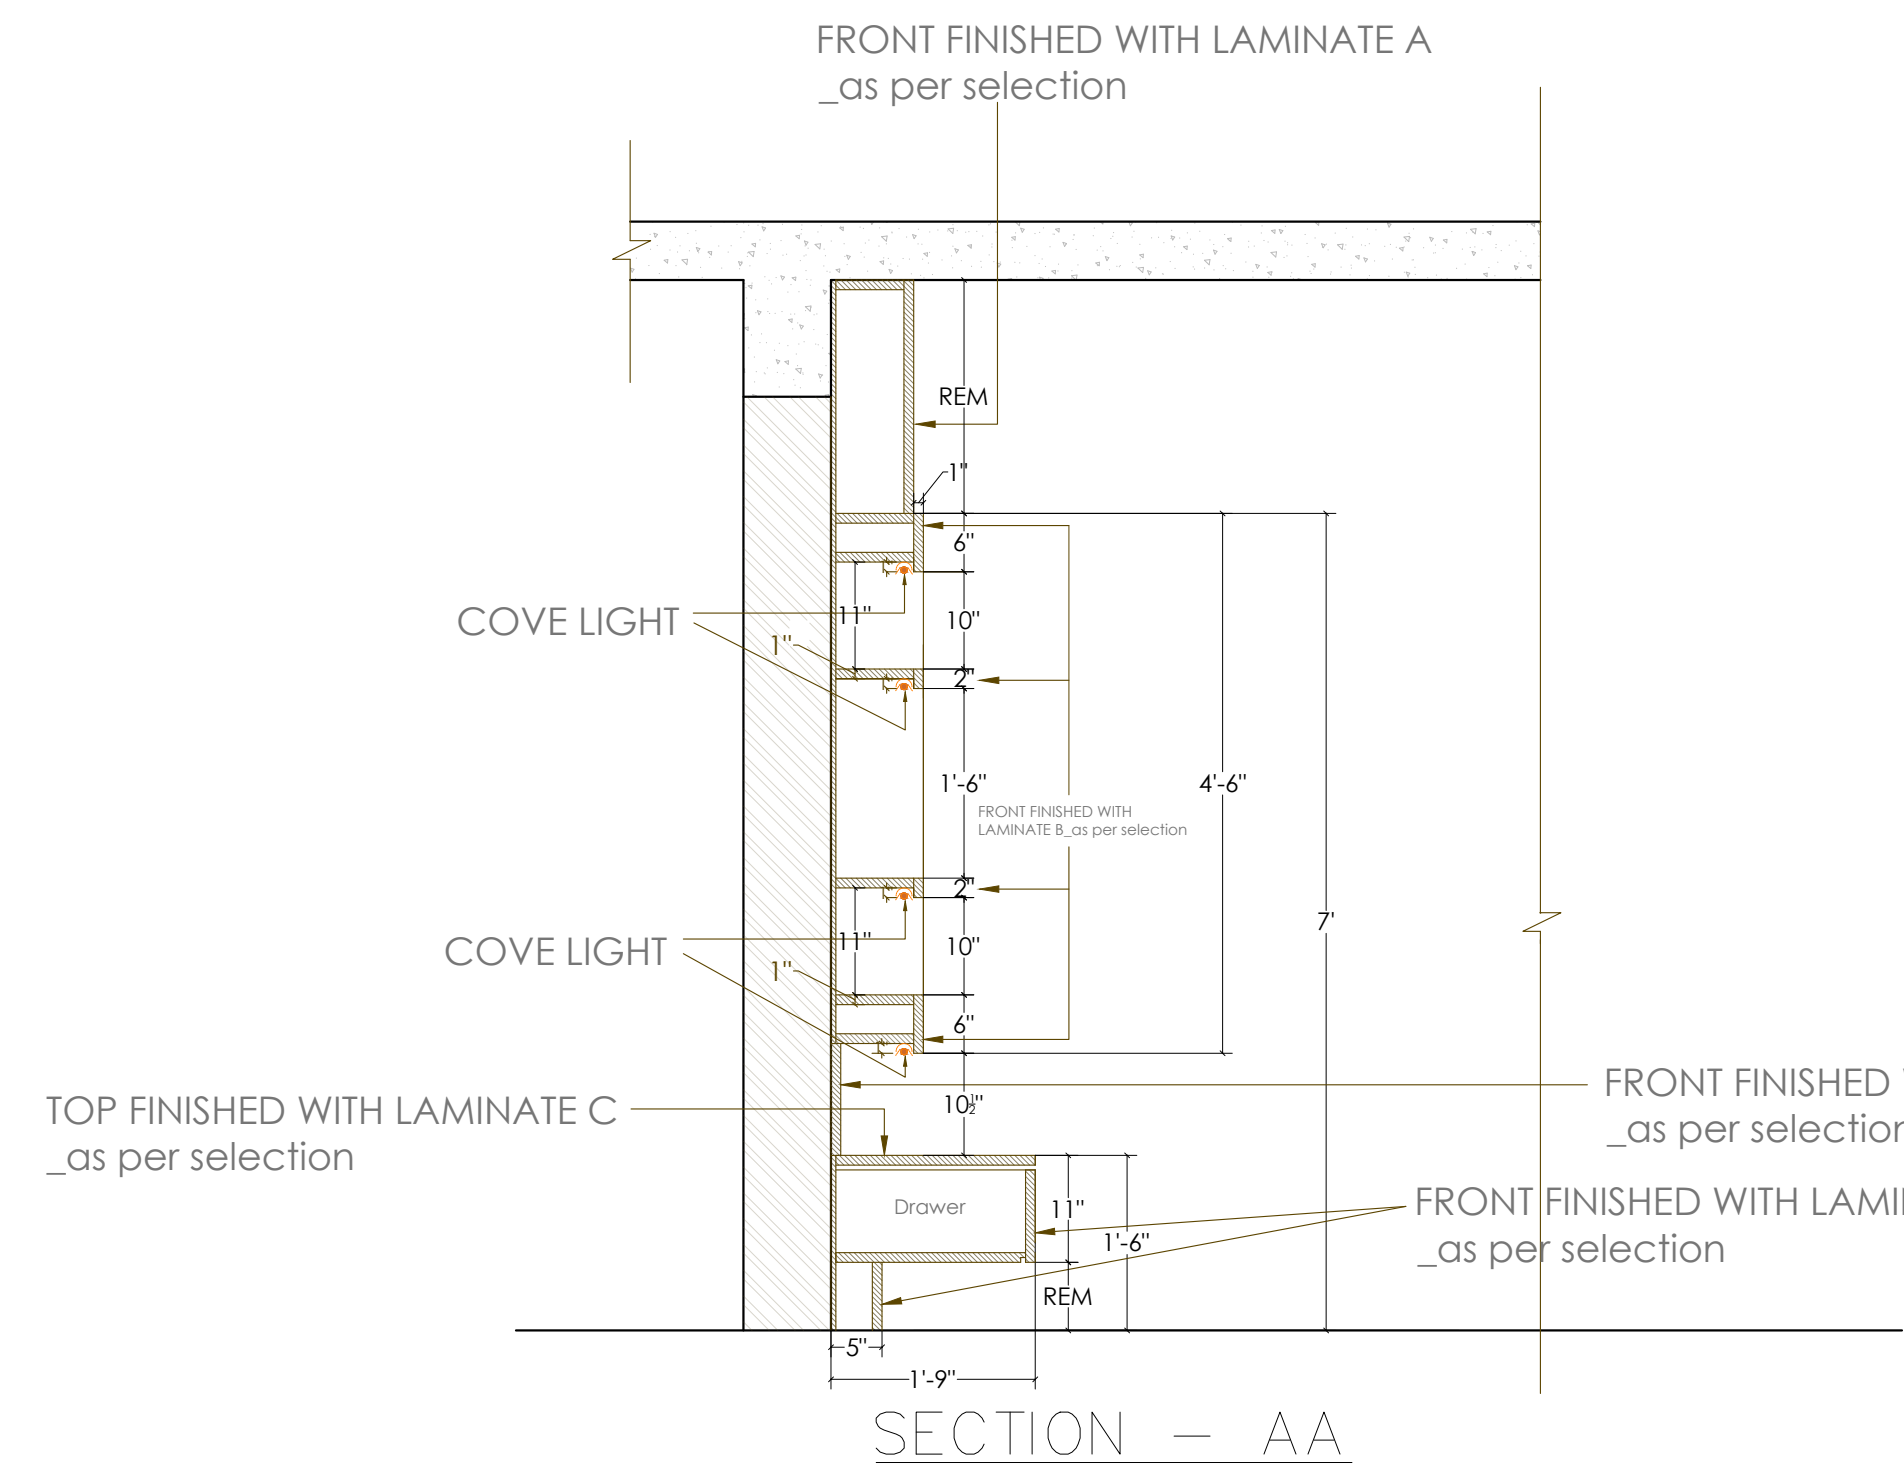 FRONT FINISHED WITH LAMINATE A
_as per selection
REM
1"
6"
COVE LIGHT
11"
10"
1"
2"
1'-6"
4'-6"
FRONT FINISHED WITH
LAMINATE B_as per selection
2"
7'
COVE LIGHT
11"
10"
1"
6"
10½"
TOP FINISHED WITH LAMINATE C
_as per selection
FRONT FINISHED
_as per selection
Drawer
11"
1'-6"
FRONT FINISHED WITH LAMI
_as per selection
REM
5"
1'-9"
SECTION - AA